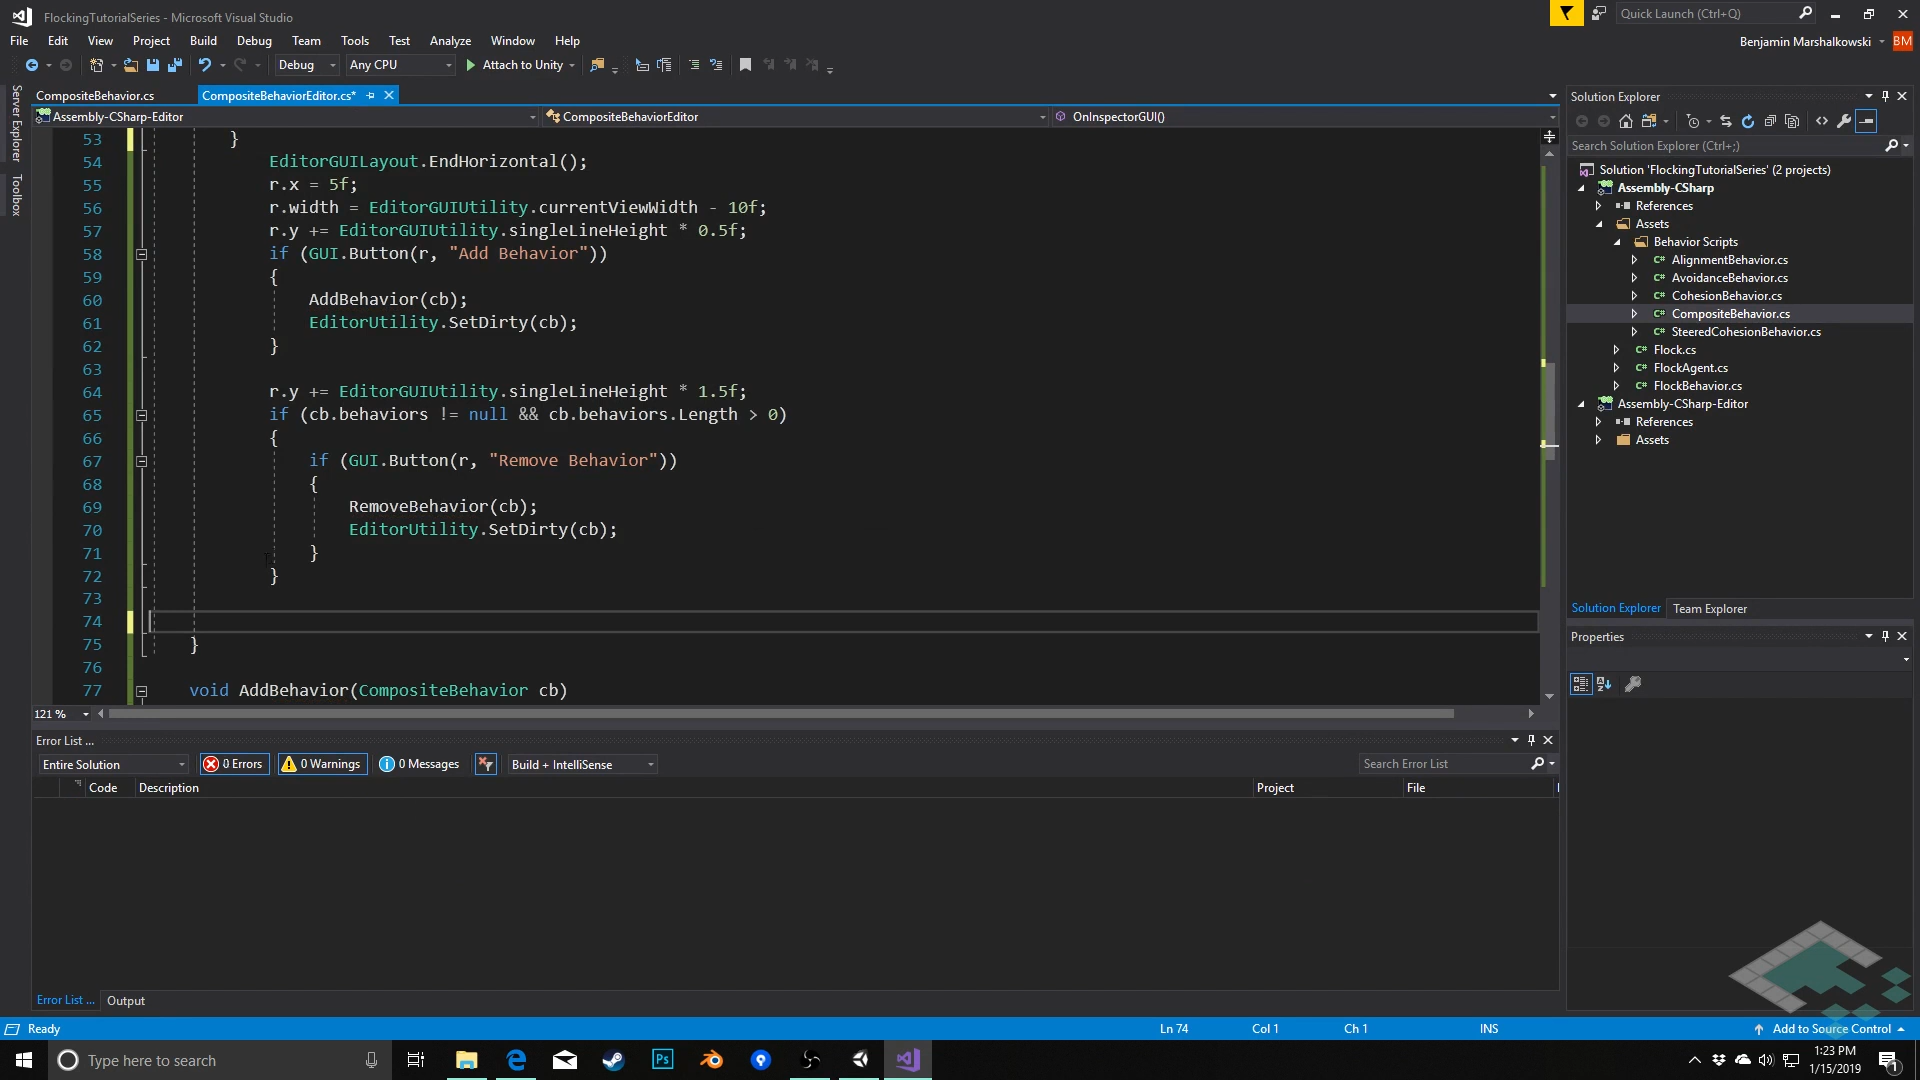 FlockingTutorialSeries - Microsoft Visual Studio
Quick Launch (Ctrl+Q)
File Edit View Project Build Debug Team Tools Test Analyze Window Help
Benjamin Marshalkowski BM
Debug Any CPU Attach to Unity
Server Explorer
Toolbox
CompositeBehavior.cs CompositeBehaviorEditor.cs*
Assembly-CSharp-Editor CompositeBehaviorEditor OnInspectorGUI()
53 }
54 EditorGUILayout.EndHorizontal();
55 r.x = 5f;
56 r.width = EditorGUIUtility.currentViewWidth - 10f;
57 r.y += EditorGUIUtility.singleLineHeight * 0.5f;
58 if (GUI.Button(r, "Add Behavior"))
59 {
60 AddBehavior(cb);
61 EditorUtility.SetDirty(cb);
62 }
63
64 r.y += EditorGUIUtility.singleLineHeight * 1.5f;
65 if (cb.behaviors != null && cb.behaviors.Length > 0)
66 {
67 if (GUI.Button(r, "Remove Behavior"))
68 {
69 RemoveBehavior(cb);
70 EditorUtility.SetDirty(cb);
71 }
72 }
73
74
75 }
76
77 void AddBehavior(CompositeBehavior cb)
121 %
Error List ...
Entire Solution 0 Errors 0 Warnings 0 Messages Build + IntelliSense Search Error List
Code Description Project File
Error List ... Output
Solution Explorer
Search Solution Explorer (Ctrl+;)
Solution 'FlockingTutorialSeries' (2 projects)
Assembly-CSharp
References
Assets
Behavior Scripts
C# AlignmentBehavior.cs
C# AvoidanceBehavior.cs
C# CohesionBehavior.cs
C# CompositeBehavior.cs
C# SteeredCohesionBehavior.cs
C# Flock.cs
C# FlockAgent.cs
C# FlockBehavior.cs
Assembly-CSharp-Editor
References
Assets
Solution Explorer Team Explorer
Properties
Ready Ln 74 Col 1 Ch 1 INS Add to Source Control
Type here to search
Ps
1:23 PM
1/15/2019
1